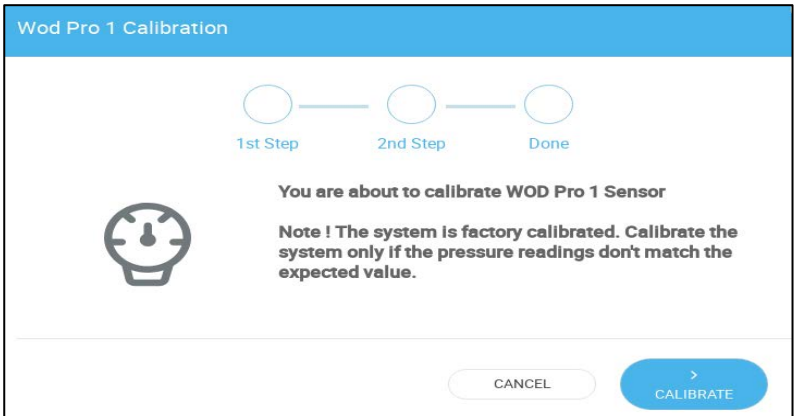 Wod Pro 1 Calibration
1st Step
2nd Step
Done
You are about to calibrate WOD Pro 1 Sensor
Note ! The system is factory calibrated. Calibrate the
system only if the pressure readings don't match the
expected value.
CANCEL
>
CALIBRATE